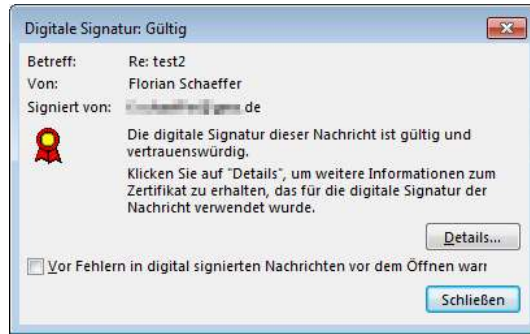 Digitale Signatur: Gültig
Betreff: Re: test2
Von: Florian Schaeffer
Signiert von: .de
Die digitale Signatur dieser Nachricht ist gültig und
vertrauenswürdig.
Klicken Sie auf "Details", um weitere Informationen zum
Zertifikat zu erhalten, das für die digitale Signatur der
Nachricht verwendet wurde.
Details...
Vor Fehlern in digital signierten Nachrichten vor dem Öffnen warr
Schließen